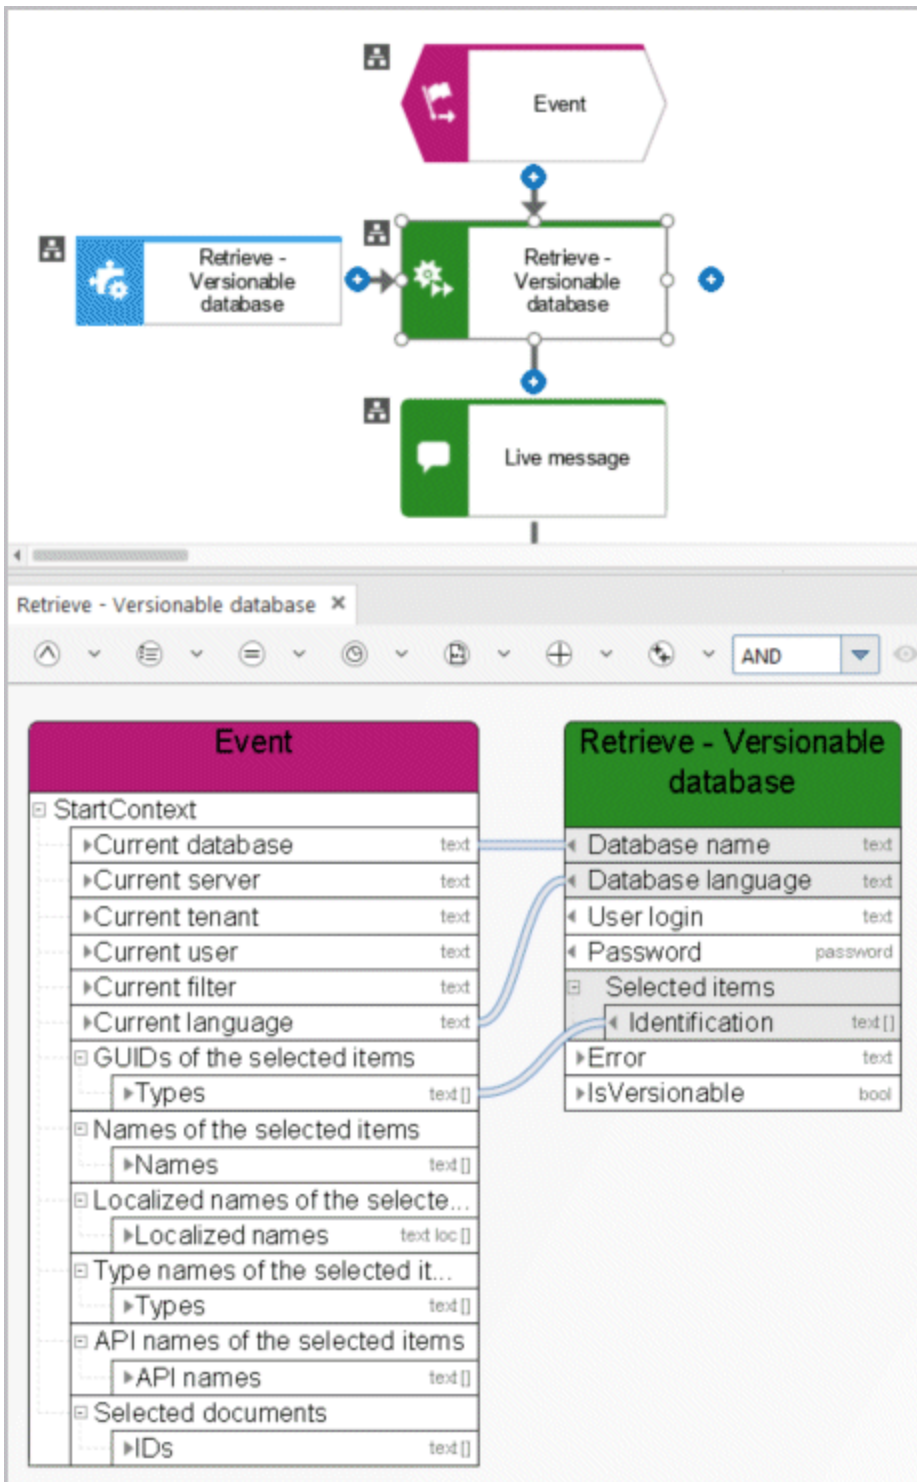 Event
Retrieve -
Versionable
database
Retrieve -
Versionable
database
Live message
Retrieve - Versionable database
AND
Event
StartContext
Current database text
Current server text
Current tenant text
Current user text
Current filter text
Current language text
GUIDs of the selected items
Types text []
Names of the selected items
Names text []
Localized names of the selecte...
Localized names text loc []
Type names of the selected it...
Types text []
API names of the selected items
API names text []
Selected documents
IDs text []
Retrieve - Versionable
database
Database name text
Database language text
User login text
Password password
Selected items
Identification text []
Error text
IsVersionable bool